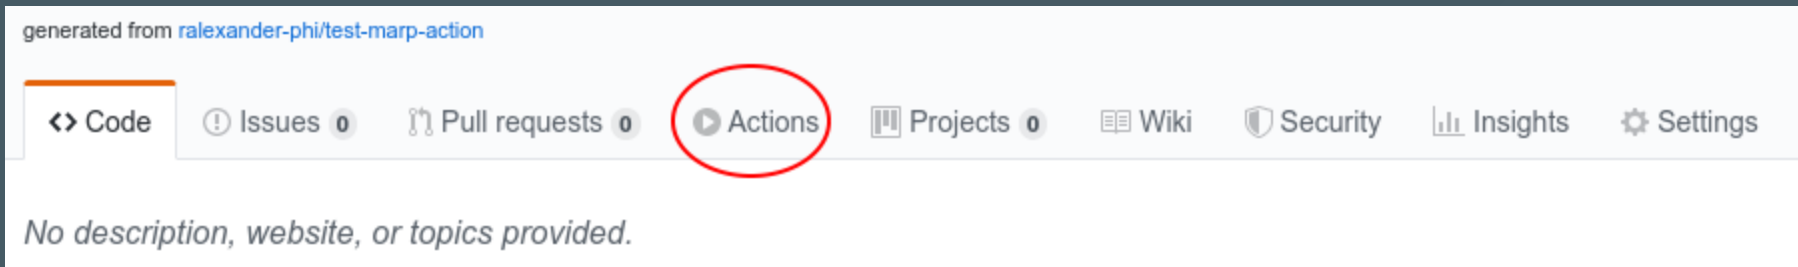 generated from ralexander-phi/test-marp-action
Code Issues 0 Pull requests 0 Actions Projects 0 Wiki Security Insights Settings
No description, website, or topics provided.